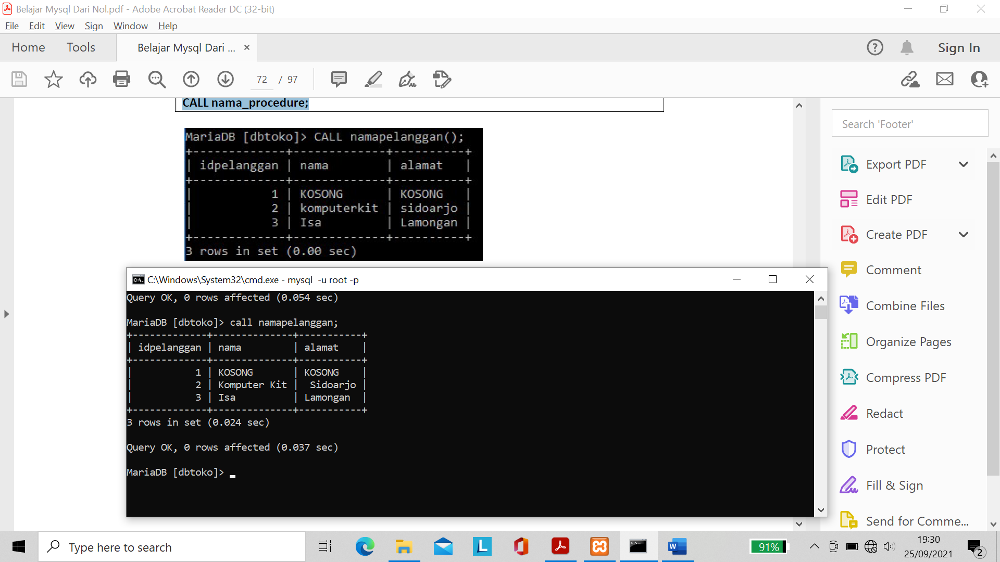 Belajar Mysql Dari Nol.pdf - Adobe Acrobat Reader DC (32-bit)
File Edit View Sign Window Help
Home Tools Belajar Mysql Dari ... × Sign In
72 / 97
CALL nama_procedure;
MariaDB [dbtoko]> CALL namapelanggan();
+-------------+-------------+----------+
| idpelanggan | nama        | alamat   |
+-------------+-------------+----------+
|           1 | KOSONG      | KOSONG   |
|           2 | komputerkit | sidoarjo |
|           3 | Isa         | Lamongan |
+-------------+-------------+----------+
3 rows in set (0.00 sec)
C:\Windows\System32\cmd.exe - mysql  -u root -p
Query OK, 0 rows affected (0.054 sec)
MariaDB [dbtoko]> call namapelanggan;
+-------------+--------------+-----------+
| idpelanggan | nama         | alamat    |
+-------------+--------------+-----------+
|           1 | KOSONG       | KOSONG    |
|           2 | Komputer Kit |  Sidoarjo |
|           3 | Isa          | Lamongan  |
+-------------+--------------+-----------+
3 rows in set (0.024 sec)
Query OK, 0 rows affected (0.037 sec)
MariaDB [dbtoko]>
Search 'Footer'
Export PDF
Edit PDF
Create PDF
Comment
Combine Files
Organize Pages
Compress PDF
Redact
Protect
Fill & Sign
Send for Comme...
Type here to search
91%
19:30
25/09/2021
2